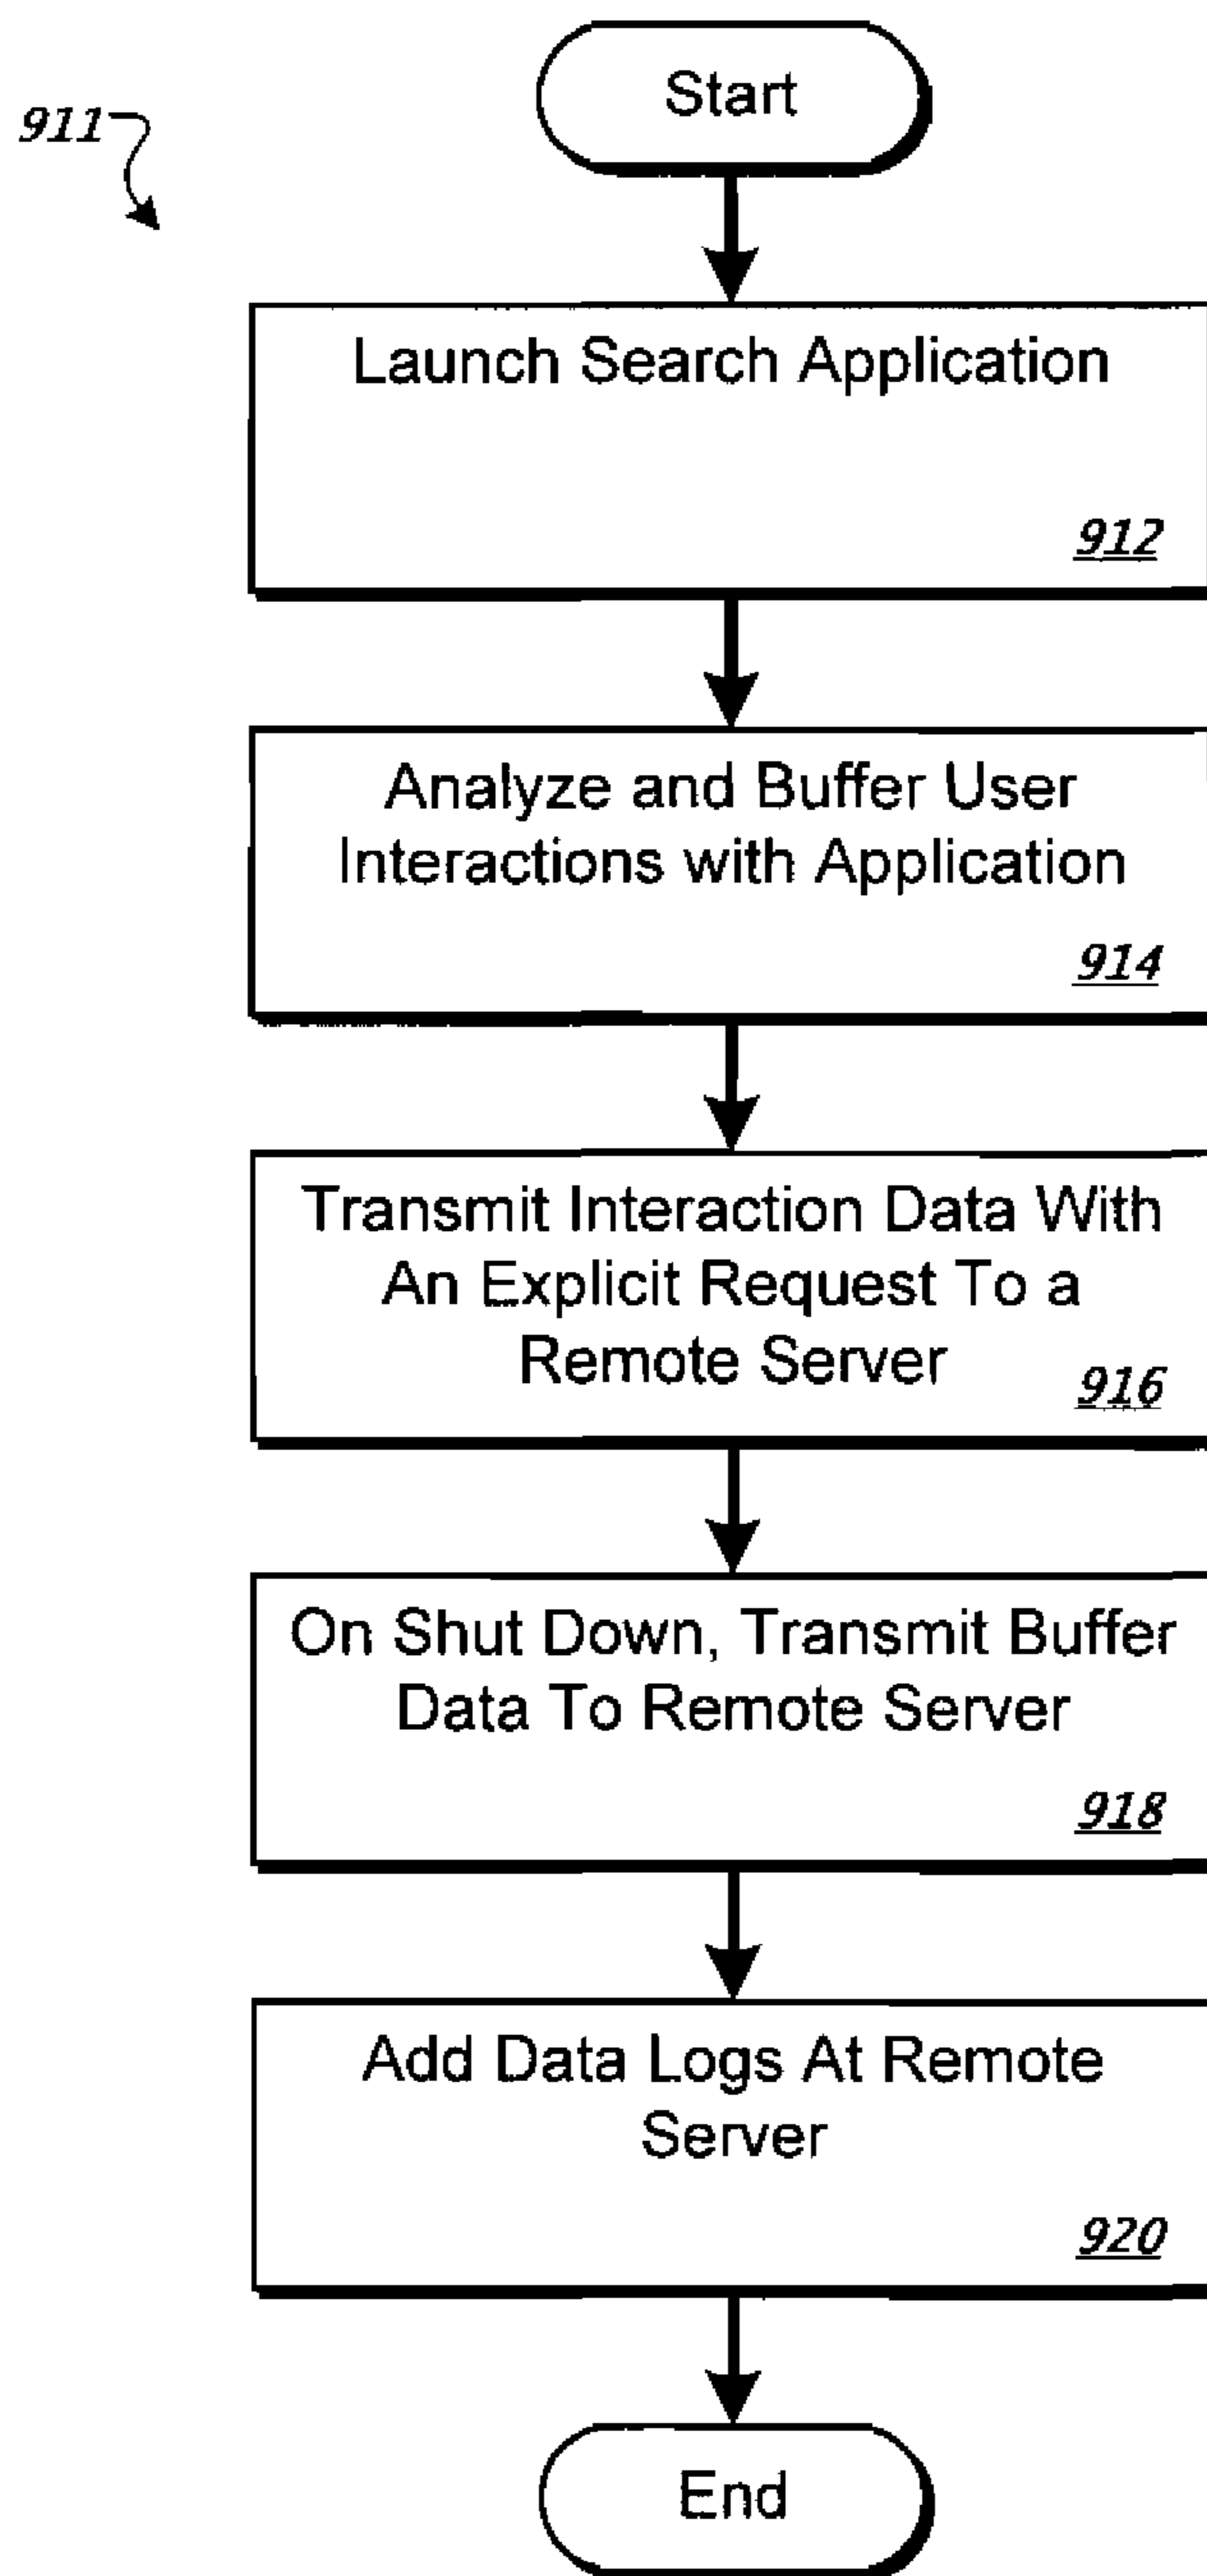 Start
911
Launch Search Application
912
Analyze and Buffer User
Interactions with Application
914
Transmit Interaction Data With
An Explicit Request To a
Remote Server
916
On Shut Down, Transmit Buffer
Data To Remote Server
918
Add Data Logs At Remote
Server
920
End